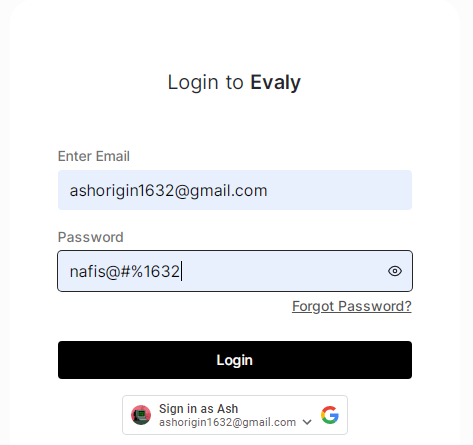 Login to Evaly
Enter Email
ashorigin1632@gmail.com
Password
nafis@#%1632
Forgot Password?
Login
Sign in as Ash
ashorigin1632@gmail.com